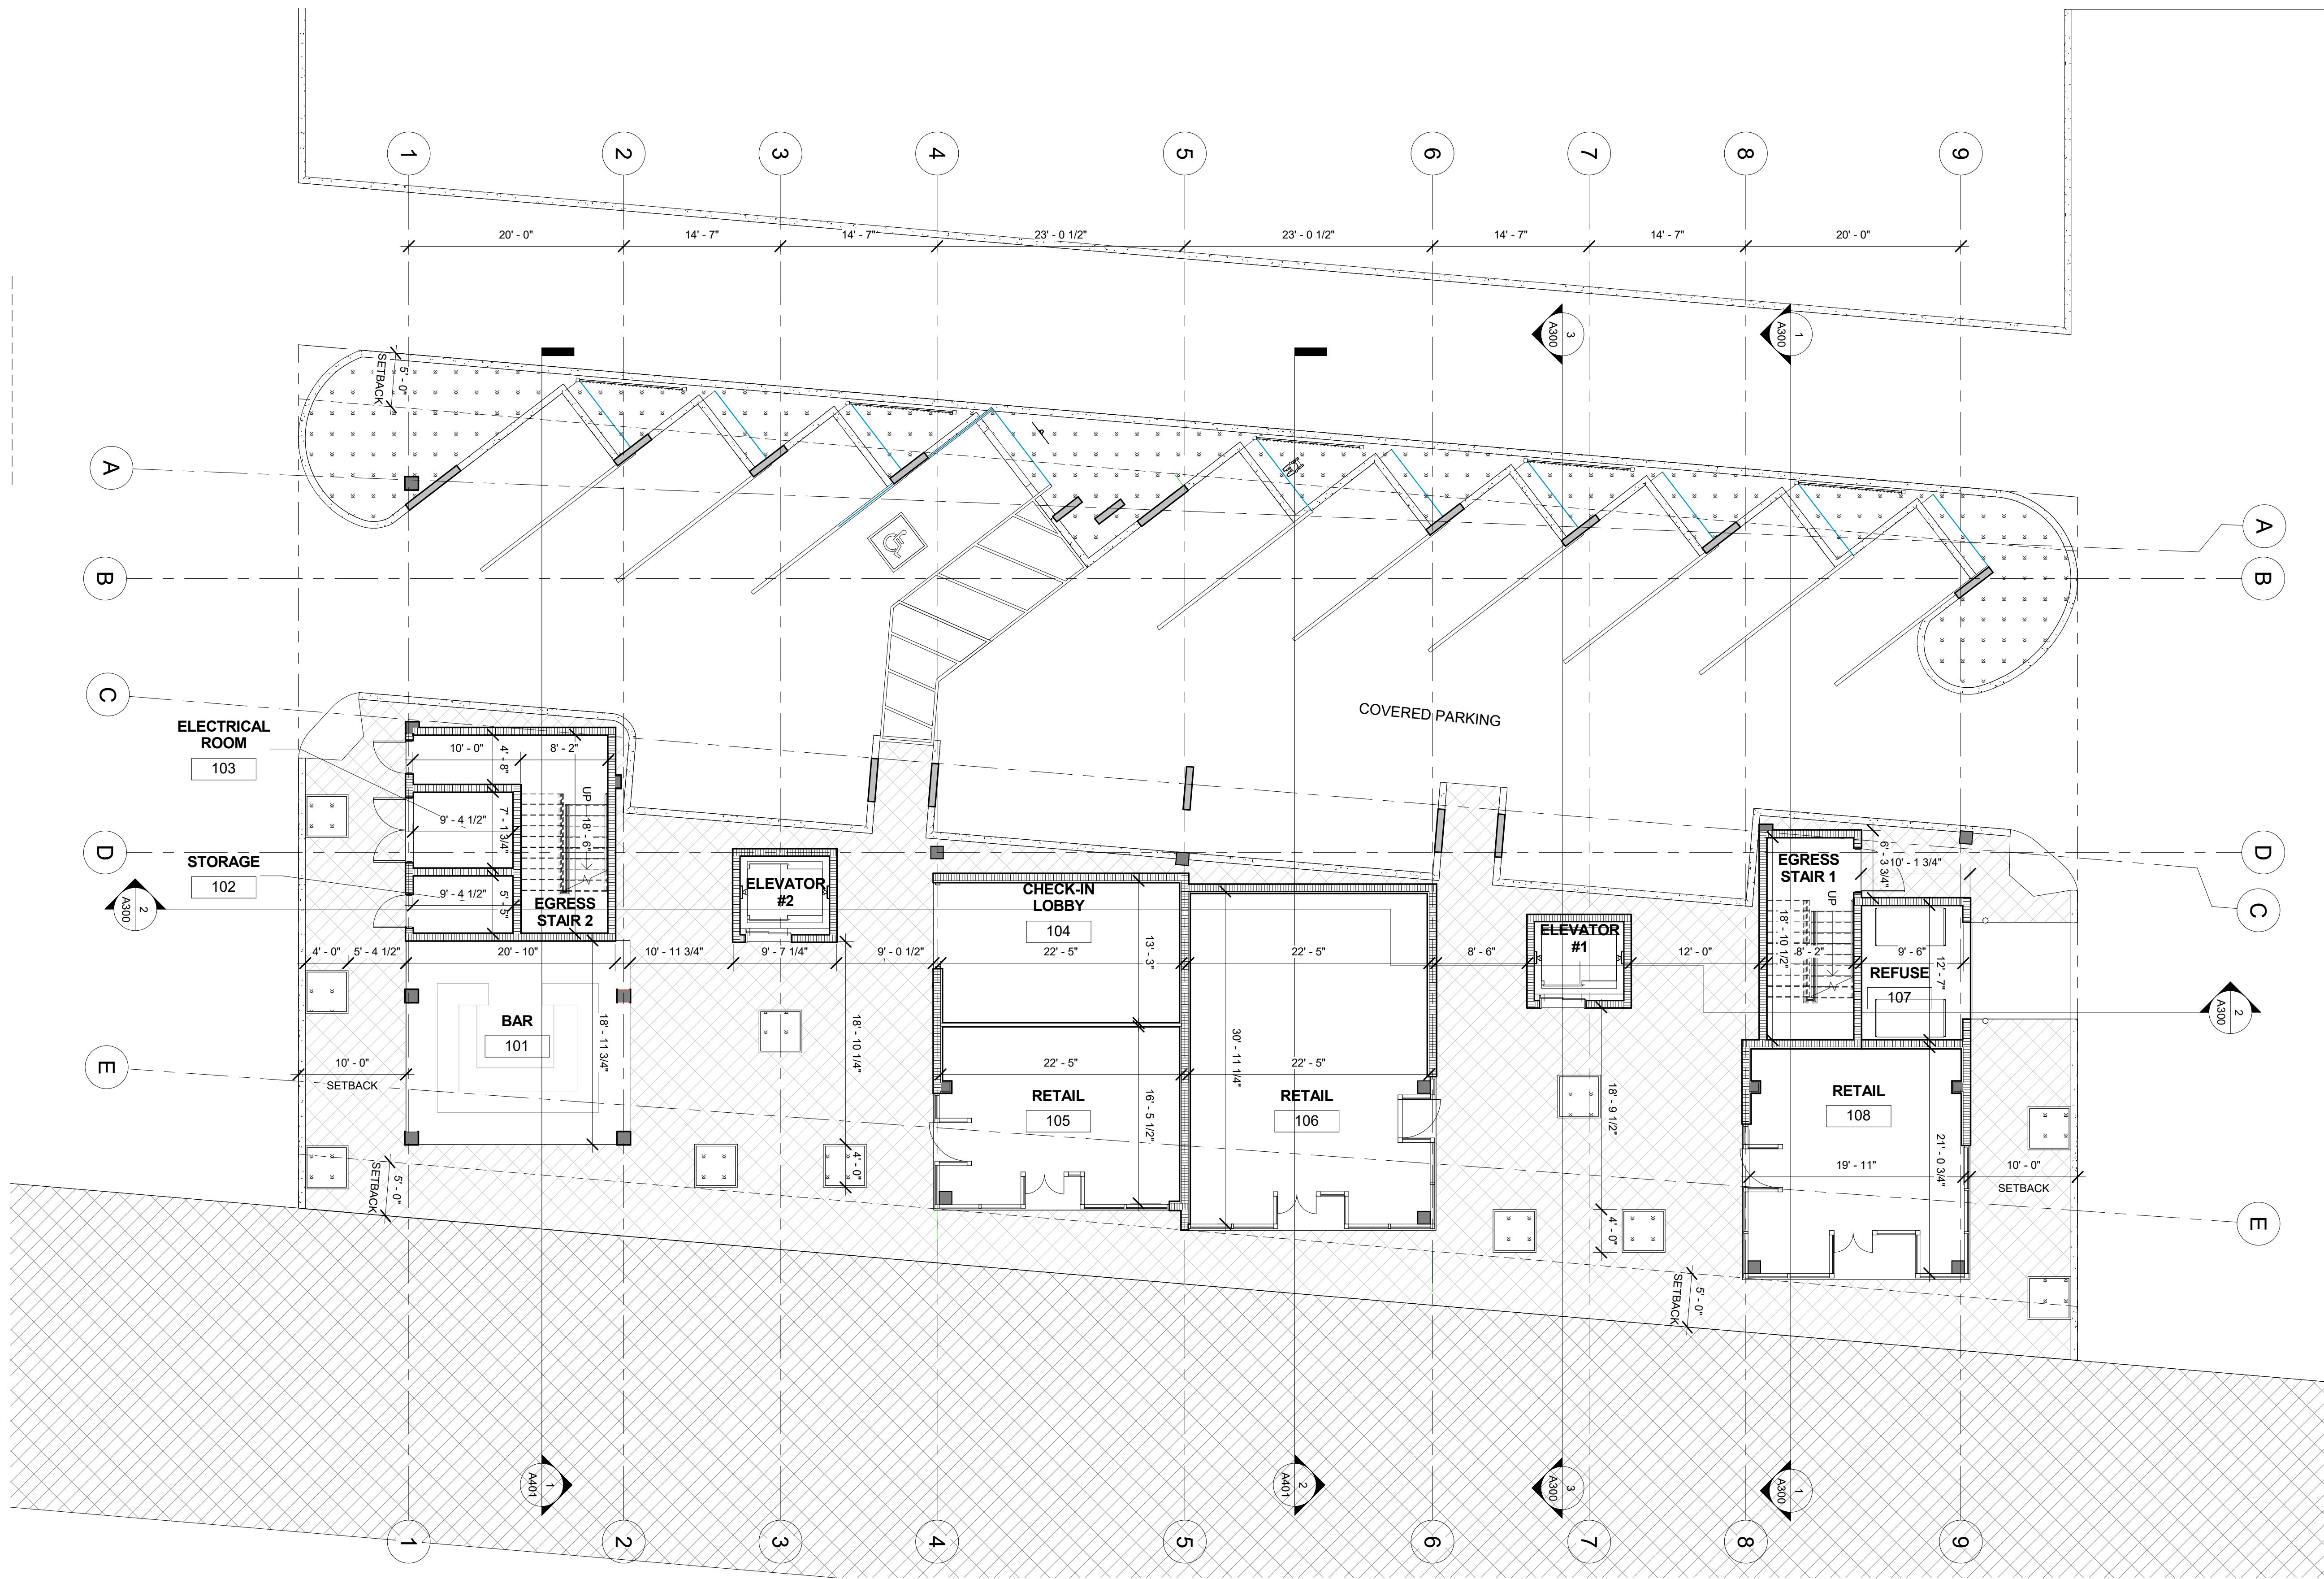 1 2 3 4 5 6 7 8 9
20' - 0" 14' - 7" 14' - 7" 23' - 0 1/2" 23' - 0 1/2" 14' - 7" 14' - 7" 20' - 0"
3
A300
1
A300
5' - 0"
SETBACK
A
A
B
B
C
COVERED PARKING
ELECTRICAL
ROOM
103
10' - 0"
8' - 2"
4' - 8"
UP
18' - 6"
9' - 4 1/2"
7' - 1 3/4"
D
D
STORAGE
102
9' - 4 1/2"
5' - 5"
EGRESS
STAIR 2
ELEVATOR
#2
CHECK-IN
LOBBY
104
EGRESS
STAIR 1
UP
6' - 3 3/4"
10' - 1 3/4"
18' - 10 1/2"
2
A300
C
ELEVATOR
#1
4' - 0" 5' - 4 1/2" 20' - 10" 10' - 11 3/4" 9' - 7 1/4" 9' - 0 1/2" 22' - 5" 22' - 5" 8' - 6" 12' - 0" 8' - 2" 9' - 6"
13' - 3"
12' - 7"
REFUSE
107
2
A300
BAR
101
18' - 11 3/4"
18' - 10 1/4"
30' - 11 1/4"
E
10' - 0"
SETBACK
22' - 5"
22' - 5"
RETAIL
105
16' - 5 1/2"
RETAIL
106
18' - 9 1/2"
RETAIL
108
21' - 0 3/4"
19' - 11"
10' - 0"
SETBACK
5' - 0"
SETBACK
4' - 0"
4' - 0"
E
5' - 0"
SETBACK
1
A401
2
A401
3
A300
1
A300
1 2 3 4 5 6 7 8 9